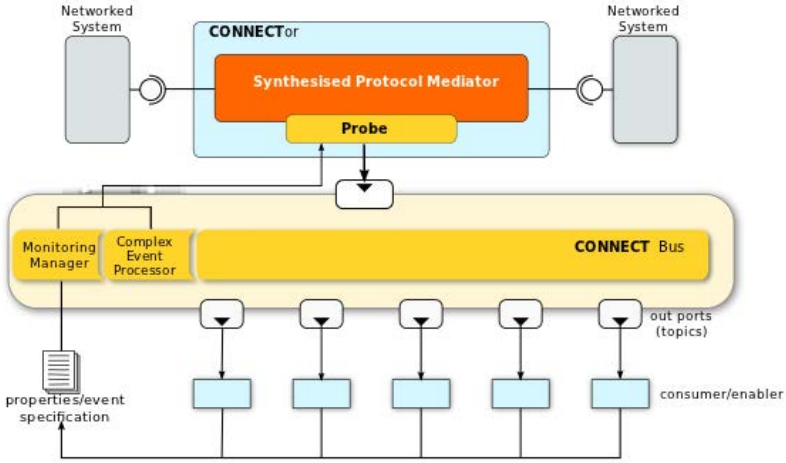 Networked
System
Networked
System
CONNECTor
Synthesised Protocol Mediator
Probe
Monitoring
Manager
Complex
Event
Processor
CONNECT Bus
out ports
(topics)
properties/event
specification
consumer/enabler